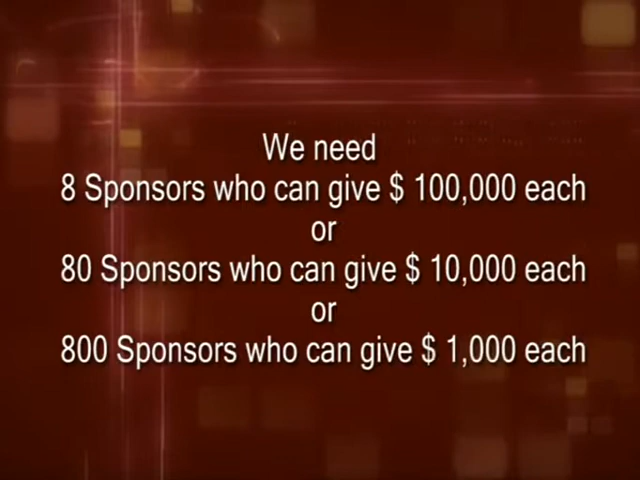 We need
8 Sponsors who can give $ 100,000 each
or
80 Sponsors who can give $ 10,000 each
or
800 Sponsors who can give $ 1,000 each